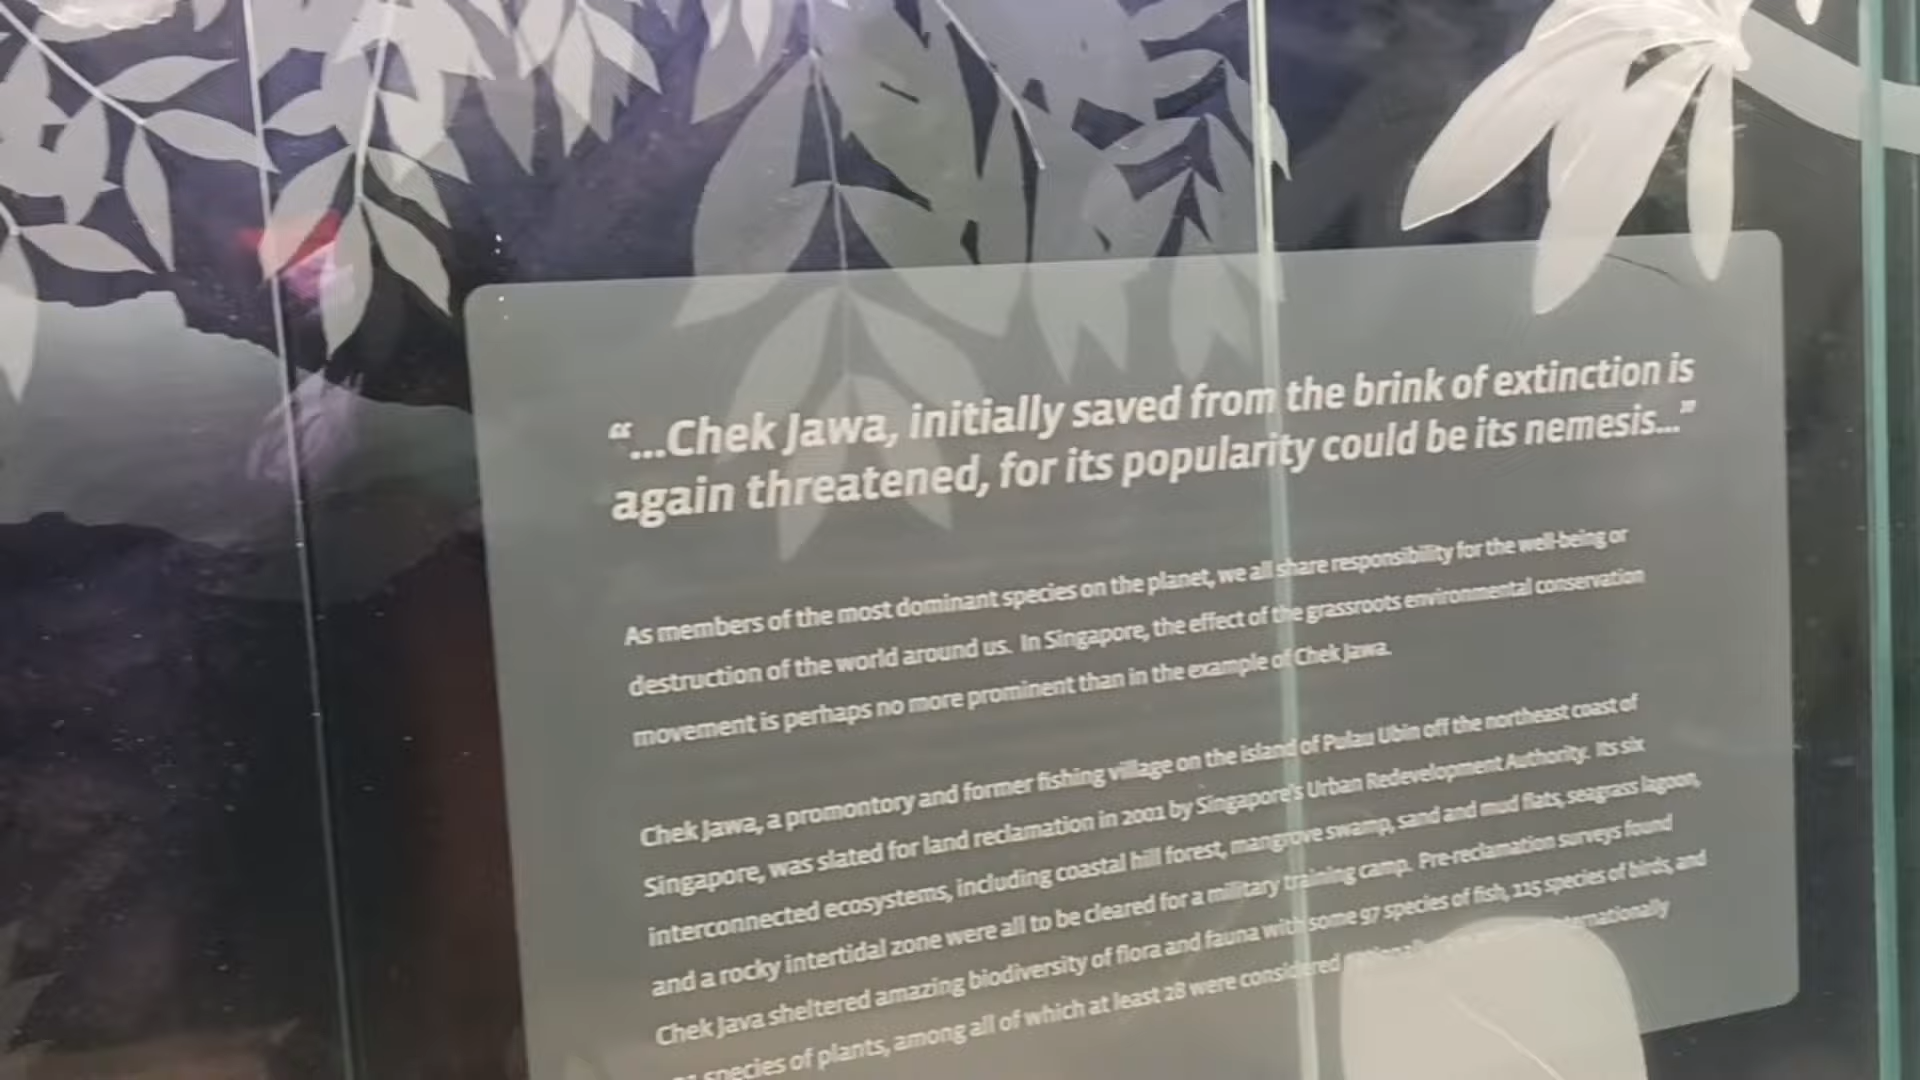 “...Chek Jawa, initially saved from the brink of extinction is
again threatened, for its popularity could be its nemesis...”
As members of the most dominant species on the planet, we all share responsibility for the well-being or
destruction of the world around us. In Singapore, the effect of the grassroots environmental conservation
movement is perhaps no more prominent than in the example of Chek Jawa.
Chek Jawa, a promontory and former fishing village on the island of Pulau Ubin off the northeast coast of
Singapore, was slated for land reclamation in 2001 by Singapore's Urban Redevelopment Authority. Its six
interconnected ecosystems, including coastal hill forest, mangrove swamp, sand and mud flats, seagrass lagoon,
and a rocky intertidal zone were all to be cleared for a military training camp. Pre-reclamation surveys found
Chek Java sheltered amazing biodiversity of flora and fauna with some 97 species of fish, 125 species of birds, and
species of plants, among all of which at least 28 were considered